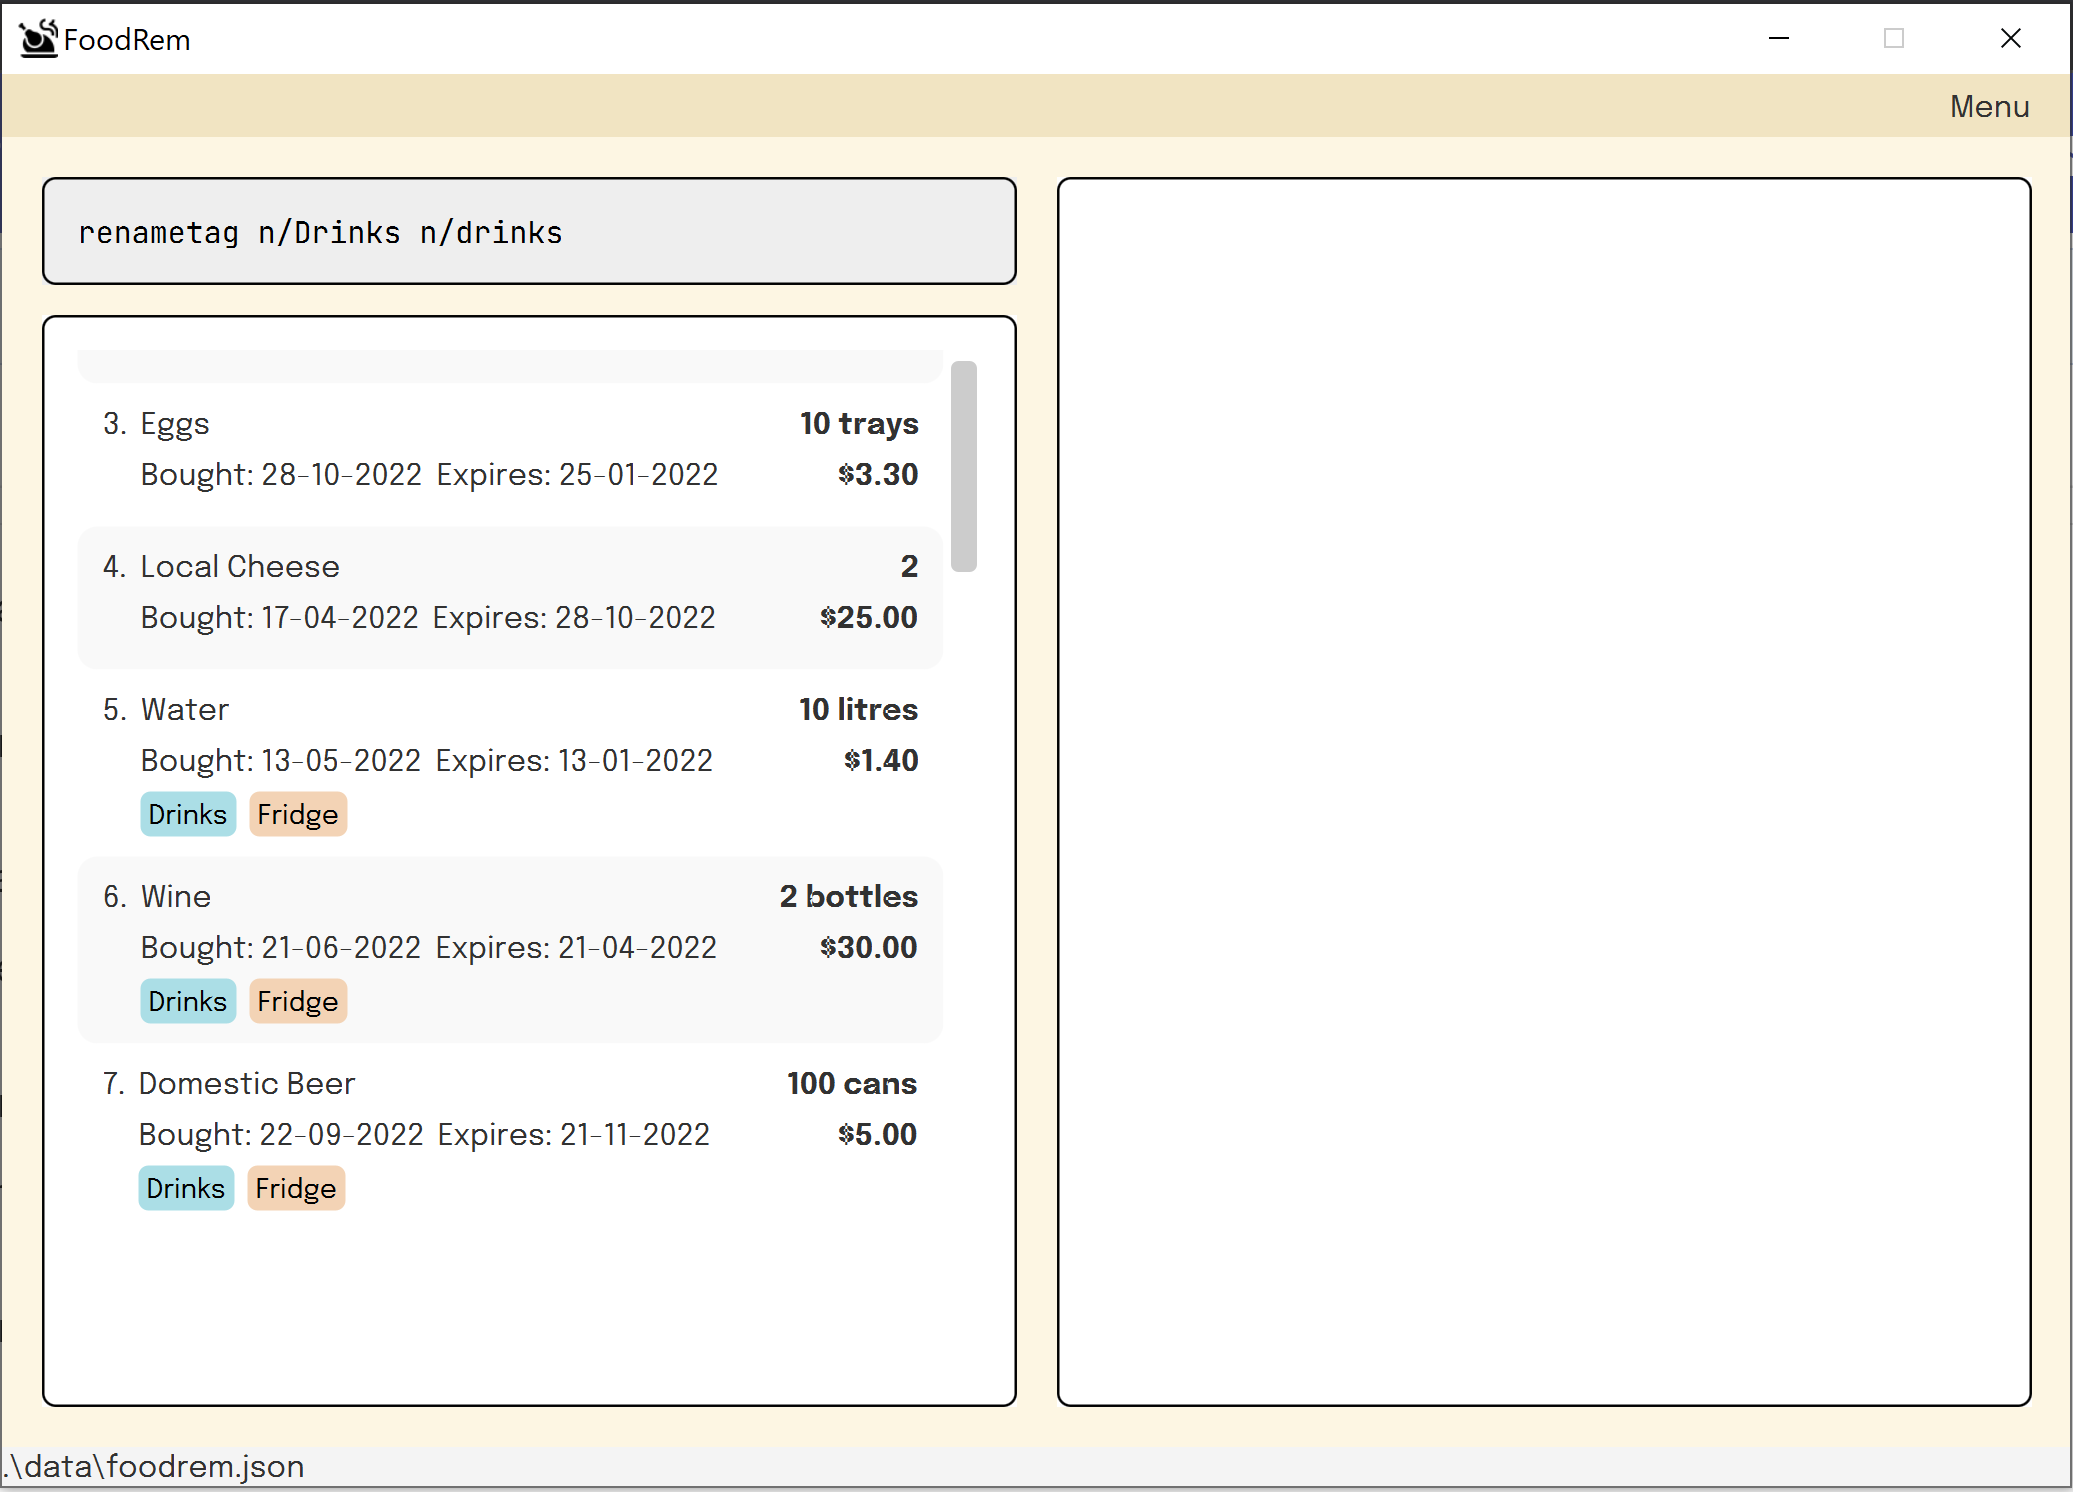 FoodRem
Menu
renametag n/Drinks n/drinks
3. Eggs 10 trays
Bought: 28-10-2022 Expires: 25-01-2022 $3.30
4. Local Cheese 2
Bought: 17-04-2022 Expires: 28-10-2022 $25.00
5. Water 10 litres
Bought: 13-05-2022 Expires: 13-01-2022 $1.40
Drinks Fridge
6. Wine 2 bottles
Bought: 21-06-2022 Expires: 21-04-2022 $30.00
Drinks Fridge
7. Domestic Beer 100 cans
Bought: 22-09-2022 Expires: 21-11-2022 $5.00
Drinks Fridge
.\data\foodrem.json